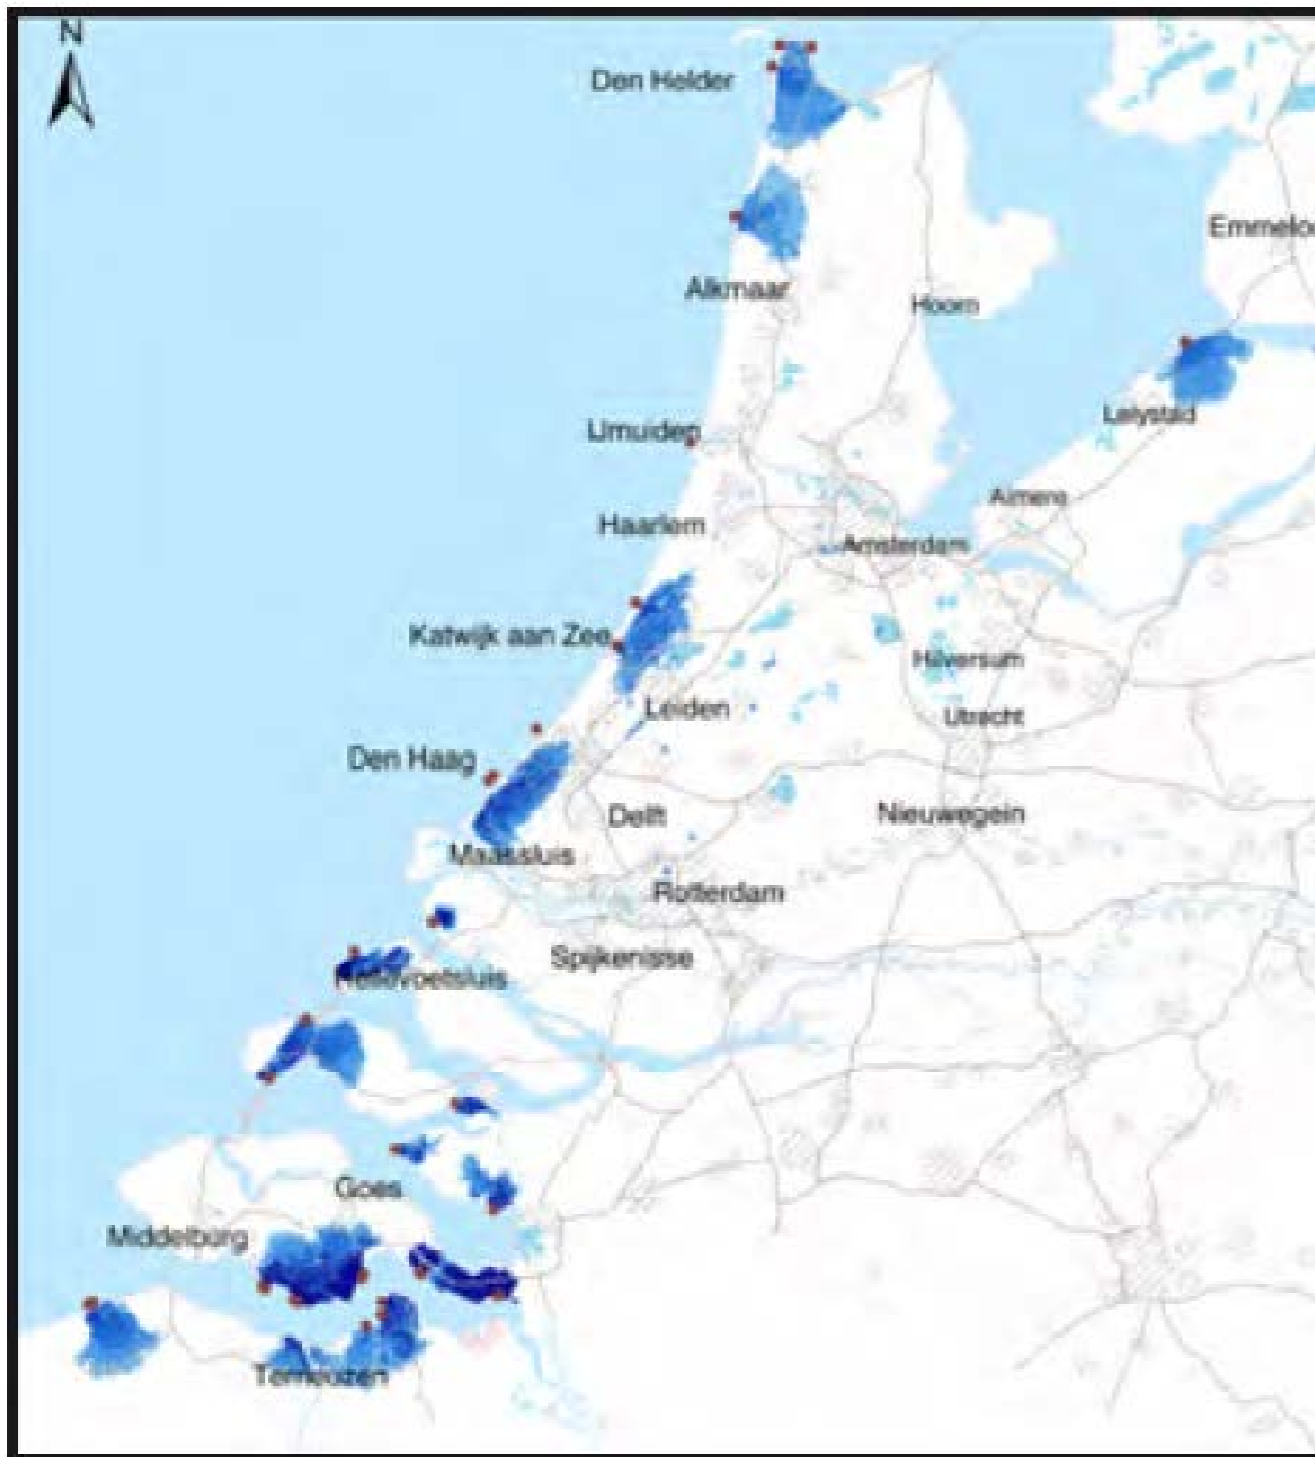 N
Den Helder
Alkmaar
Hoorn
Emmeloo
Lelystad
IJmuiden
Haarlem
Almere
Amsterdam
Katwijk aan Zee
Hilversum
Leiden
Utrecht
Den Haag
Delft
Nieuwegein
Maassluis
Rotterdam
Spijkenisse
Hellevoetsluis
Goes
Middelburg
Terneuzen